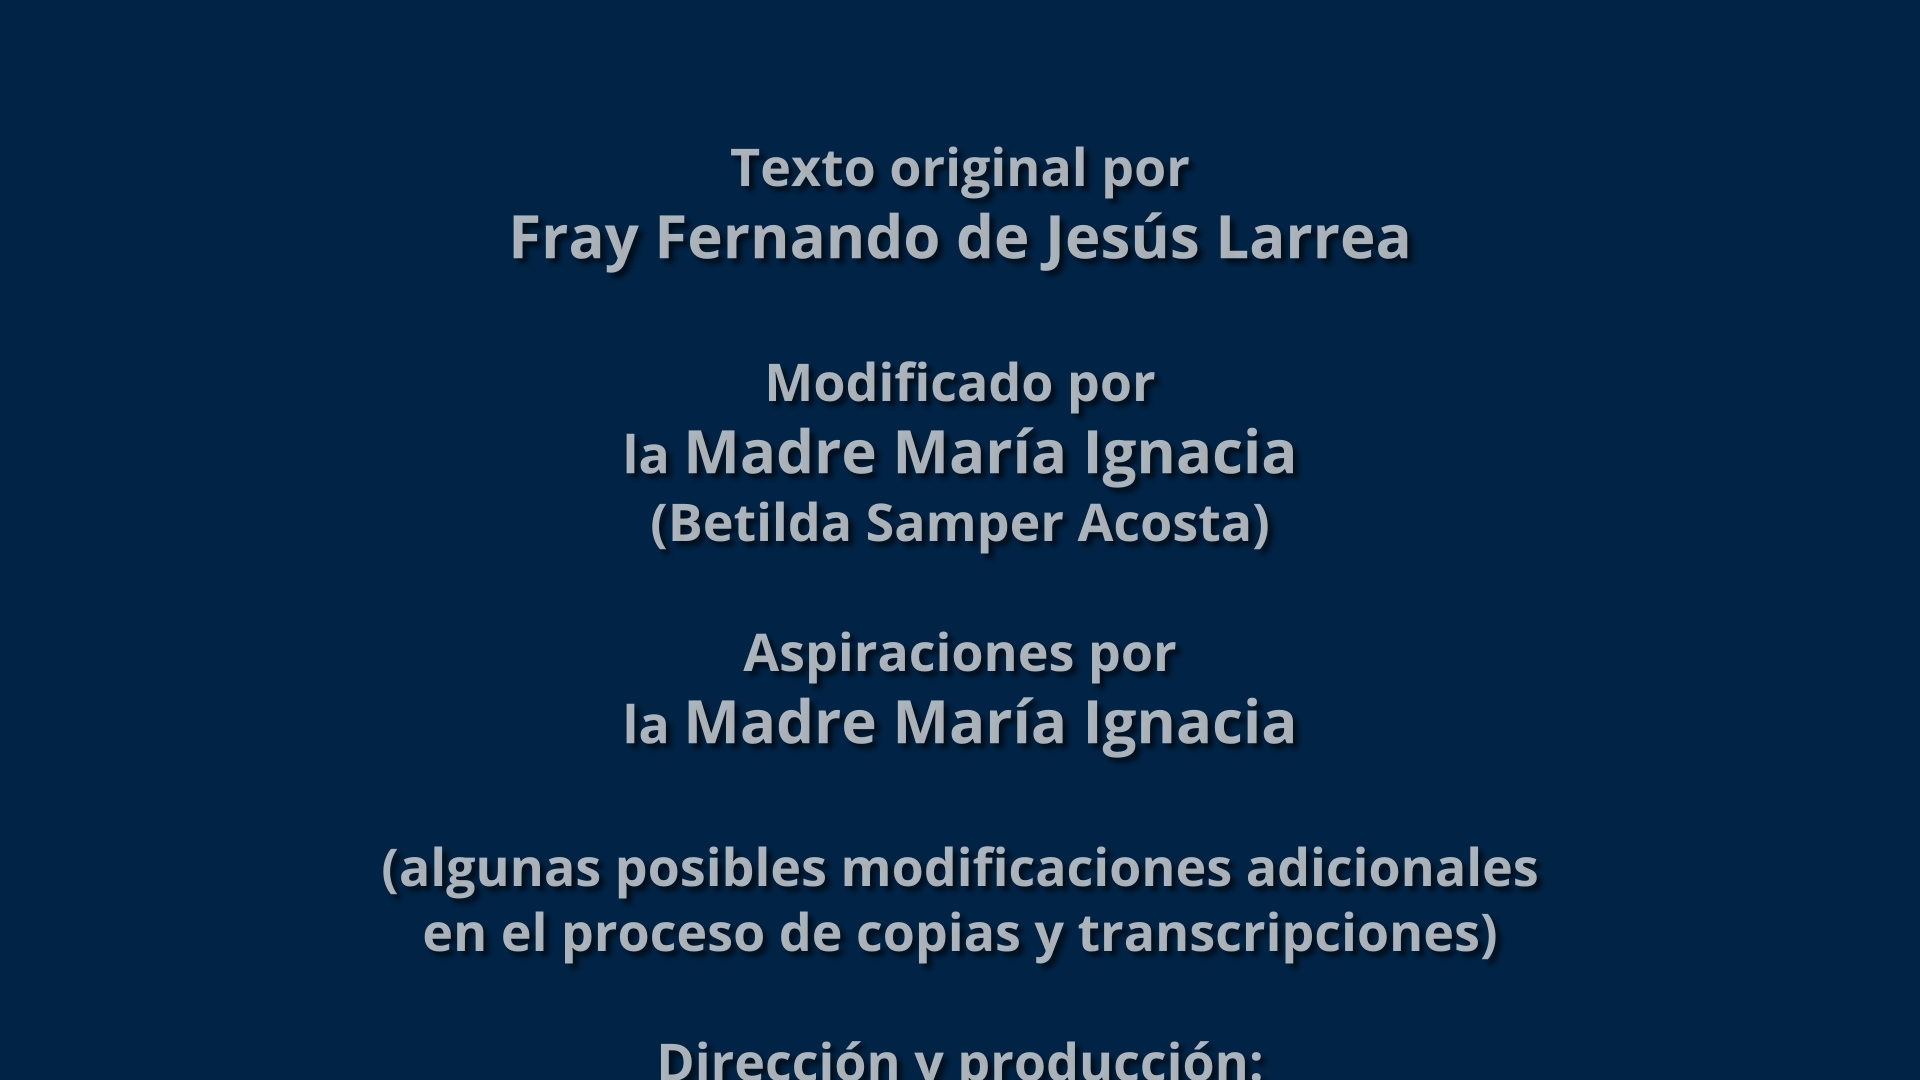 Texto original por
Fray Fernando de Jesús Larrea
Modificado por
la Madre María Ignacia
(Betilda Samper Acosta)
Aspiraciones por
la Madre María Ignacia
(algunas posibles modificaciones adicionales
en el proceso de copias y transcripciones)
Dirección y producción: